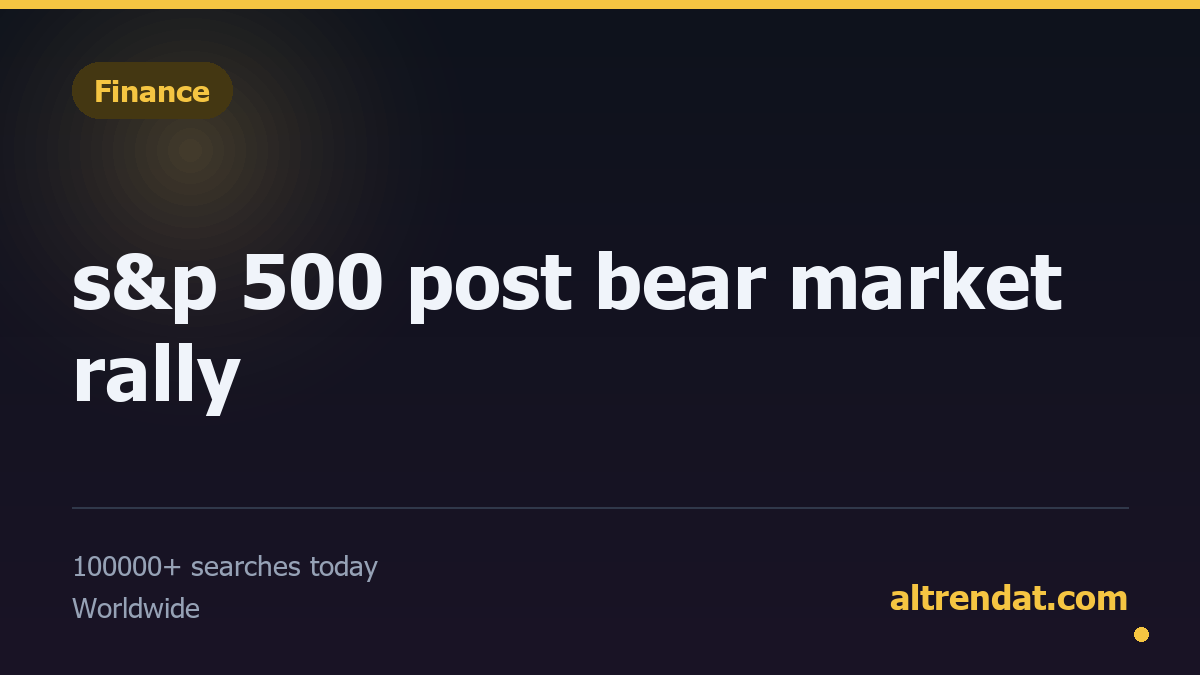 Finance
s&p 500 post bear market
rally
100000+ searches today
Worldwide
altrendat.com